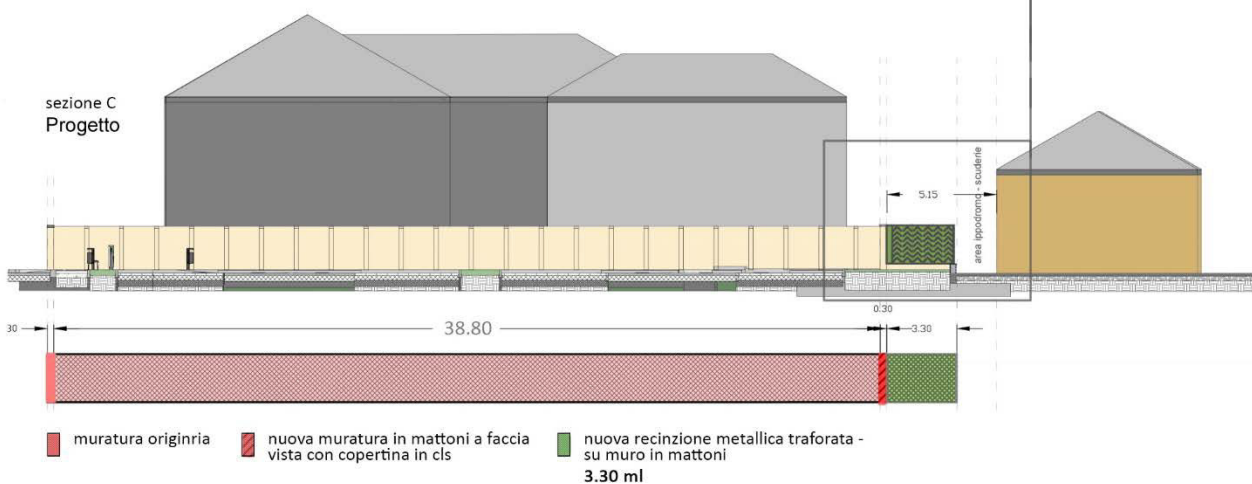 sezione C
Progetto
5.15
area ippodromo - scuderie
0.30
30
38.80
3.30
muratura originria
nuova muratura in mattoni a faccia
vista con copertina in cls
nuova recinzione metallica traforata -
su muro in mattoni
3.30 ml